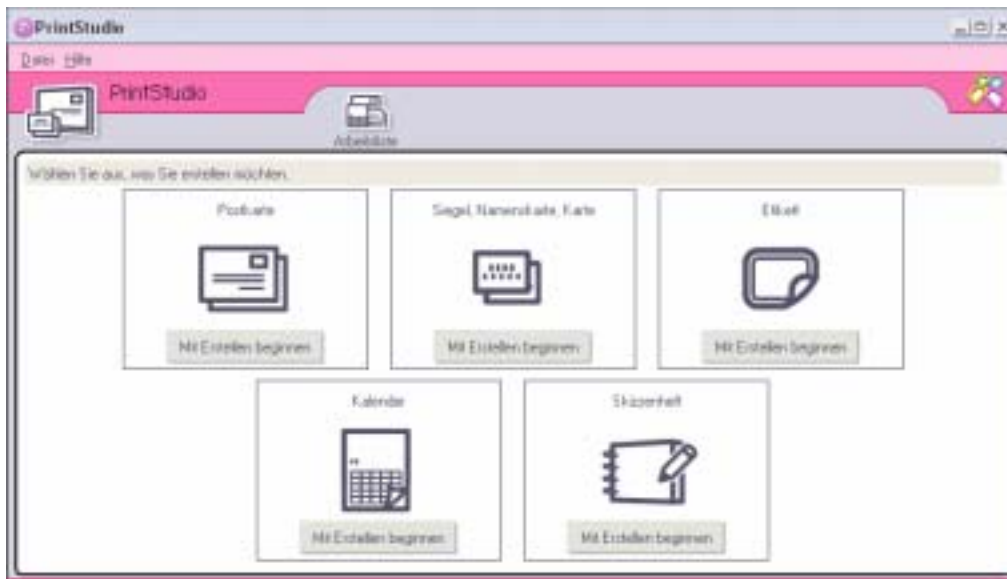 PrintStudio
Datei Hilfe
PrintStudio
Arbeitsliste
Wählen Sie aus, was Sie erstellen möchten.
Postkarte Siegel, Namenskarte, Karte Etikett
Mit Erstellen beginnen Mit Erstellen beginnen Mit Erstellen beginnen
Kalender Skizzenheft
Mit Erstellen beginnen Mit Erstellen beginnen